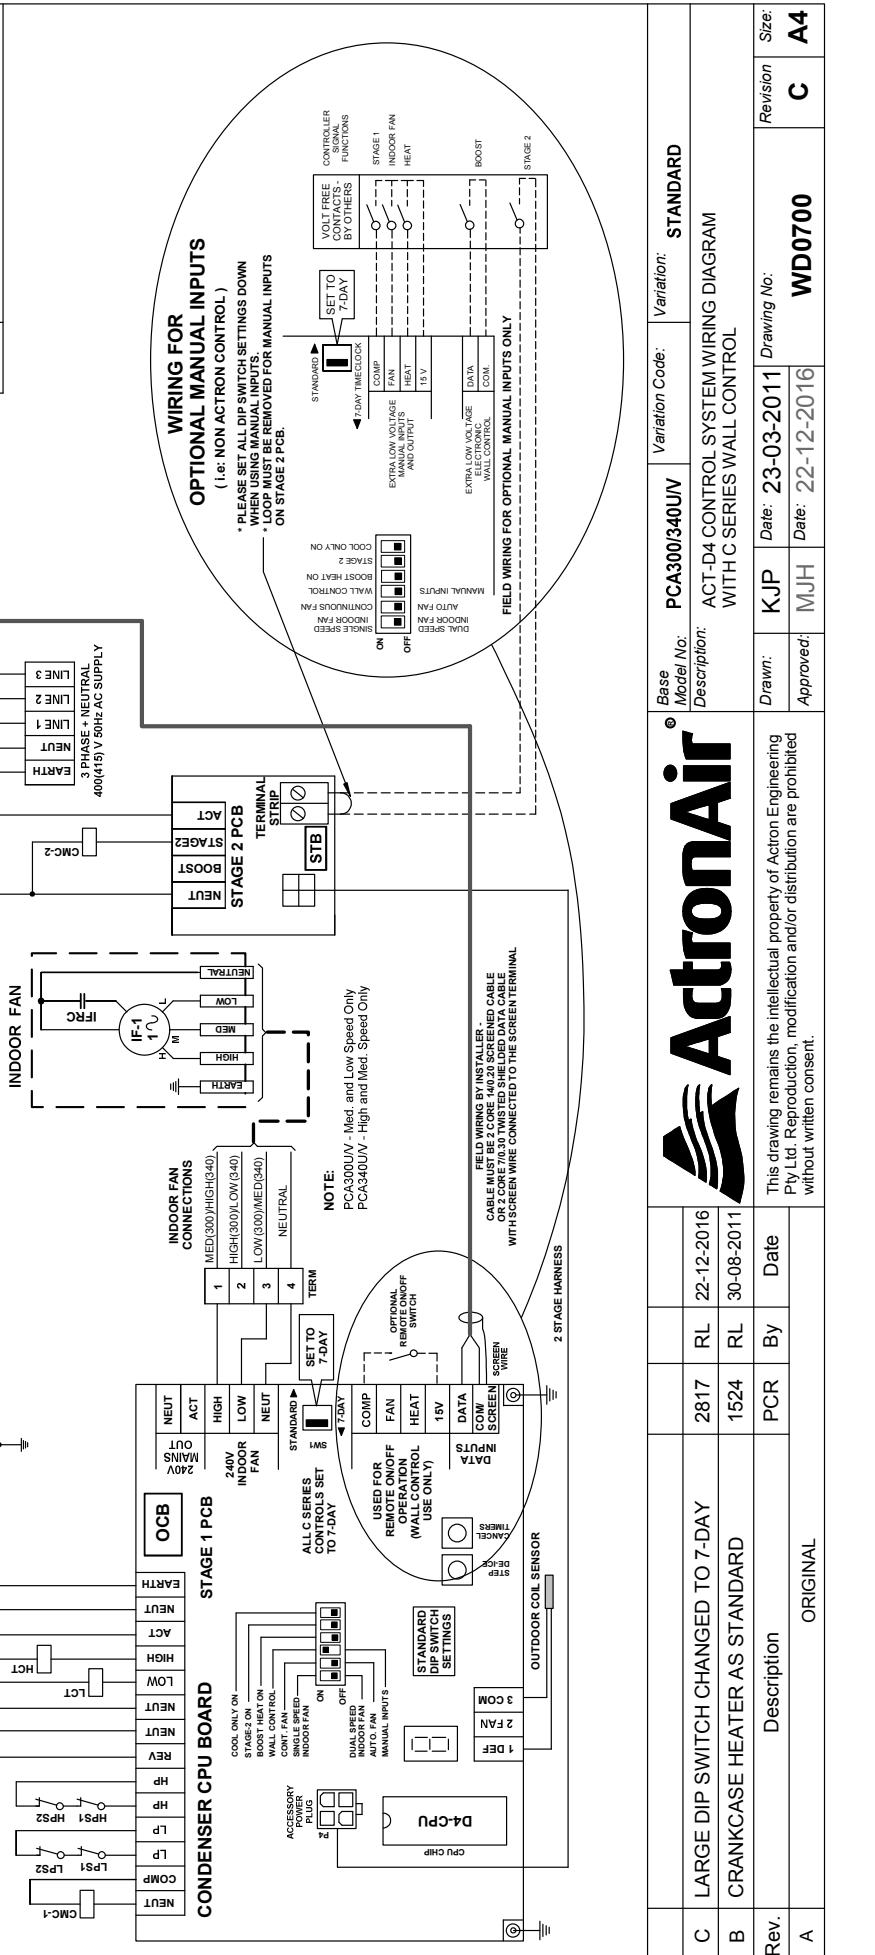 WIRING FOR
OPTIONAL MANUAL INPUTS
( i.e: NON ACTRON CONTROL )
* PLEASE SET ALL DIP SWITCH SETTINGS DOWN
WHEN USING MANUAL INPUTS.
* LOOP MUST BE REMOVED FOR MANUAL INPUTS
ON STAGE 2 PCB.
CONTROLLER
SIGNAL
FUNCTIONS
VOLT FREE
CONTACTS -
BY OTHERS
STAGE 1
INDOOR FAN
HEAT
BOOST
STAGE 2
SET TO
7-DAY
STANDARD
7-DAY TIMECLOCK
COMP
FAN
HEAT
15 V
DATA
COM.
EXTRA LOW VOLTAGE
MANUAL INPUTS
AND OUTPUT
EXTRA LOW VOLTAGE
ELECTRONIC
WALL CONTROL
COOL ONLY ON
STAGE 2
BOOST HEAT ON
WALL CONTROL
CONTINUOUS FAN
SINGLE SPEED
INDOOR FAN
ON
OFF
MANUAL INPUTS
AUTO FAN
DUAL SPEED
INDOOR FAN
FIELD WIRING FOR OPTIONAL MANUAL INPUTS ONLY
LINE 3
LINE 2
LINE 1
NEUT
EARTH
3 PHASE + NEUTRAL
400(415) V 50Hz AC SUPPLY
CMC-2
ACT
STAGE2
BOOST
NEUT
STAGE 2 PCB
TERMINAL
STRIP
STB
INDOOR FAN
IFRC
IF-1
1
L
M
H
NEUTRAL
LOW
MED
HIGH
EARTH
INDOOR FAN
CONNECTIONS
MED(300)/HIGH(340)
HIGH(300)/LOW(340)
LOW(300)/MED(340)
NEUTRAL
1
2
3
4
TERM
NOTE:
PCA300U/V - Med. and Low Speed Only
PCA340U/V - High and Med. Speed Only
FIELD WIRING BY INSTALLER -
CABLE MUST BE 2 CORE 14/0.20 SCREENED CABLE
OR 2 CORE 7/0.30 TWISTED SHIELDED DATA CABLE
WITH SCREEN WIRE CONNECTED TO THE SCREEN TERMINAL
2 STAGE HARNESS
OPTIONAL
REMOTE ON/OFF
SWITCH
SCREEN
WIRE
NEUT
ACT
HIGH
LOW
NEUT
240V
MAINS
OUT
240V
INDOOR
FAN
STANDARD
SW1
7-DAY
SET TO
7-DAY
ALL C SERIES
CONTROLS SET
TO 7-DAY
COMP
FAN
HEAT
15V
DATA
COM/
SCREEN
USED FOR
REMOTE ON/OFF
OPERATION
(WALL CONTROL
USE ONLY)
DATA
INPUTS
CANCEL
TIMERS
STEP
DE-ICE
OCB
STAGE 1 PCB
CONDENSER CPU BOARD
EARTH
NEUT
ACT
HIGH
LOW
NEUT
NEUT
REV
HP
HP
LP
LP
COMP
NEUT
HCT
LCT
HPS2
HPS1
LPS2
LPS1
CMC-1
COOL ONLY ON
STAGE-2 ON
BOOST HEAT ON
WALL CONTROL
CONT. FAN
SINGLE SPEED
INDOOR FAN
ON
OFF
DUAL SPEED
INDOOR FAN
AUTO. FAN
MANUAL INPUTS
STANDARD
DIP SWITCH
SETTINGS
OUTDOOR COIL SENSOR
3 COM
2 FAN
1 DEF
ACCESSORY
POWER
PLUG
P4
D4-CPU
CPU CHIP
C LARGE DIP SWITCH CHANGED TO 7-DAY 2817 RL 22-12-2016
B CRANKCASE HEATER AS STANDARD 1524 RL 30-08-2011
Rev. Description PCR By Date
A ORIGINAL
ActronAir®
This drawing remains the intellectual property of Actron Engineering
Pty Ltd. Reproduction, modification and/or distribution are prohibited
without written consent.
Base
Model No: PCA300/340U/V
Variation Code:
Variation: STANDARD
Description: ACT-D4 CONTROL SYSTEM WIRING DIAGRAM
WITH C SERIES WALL CONTROL
Drawn: KJP Date: 23-03-2011
Approved: MJH Date: 22-12-2016
Drawing No: WD0700
Revision C
Size: A4